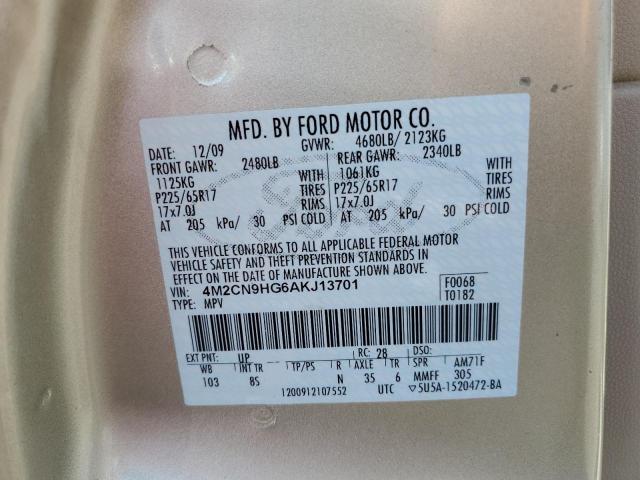 MFD. BY FORD MOTOR CO.
DATE: 12/09 GVWR: 4680LB/ 2123KG
FRONT GAWR: 2480LB REAR GAWR: 2340LB
1125KG WITH 1061KG WITH
P225/65R17 TIRES P225/65R17 TIRES
17x7.0J RIMS 17x7.0J RIMS
AT 205 kPa/ 30 PSI COLD AT 205 kPa/ 30 PSI COLD
THIS VEHICLE CONFORMS TO ALL APPLICABLE FEDERAL MOTOR
VEHICLE SAFETY AND THEFT PREVENTION STANDARDS IN
EFFECT ON THE DATE OF MANUFACTURE SHOWN ABOVE.
VIN: 4M2CN9HG6AKJ13701 F0068
TYPE: MPV T0182
EXT PNT: UP RC: 28 DSO:
WB INT TR TP/PS R AXLE TR SPR AM71F
103 8S N 35 6 MMFF 305
1200912107552 UTC ▽5U5A-1520472-BA
Ford